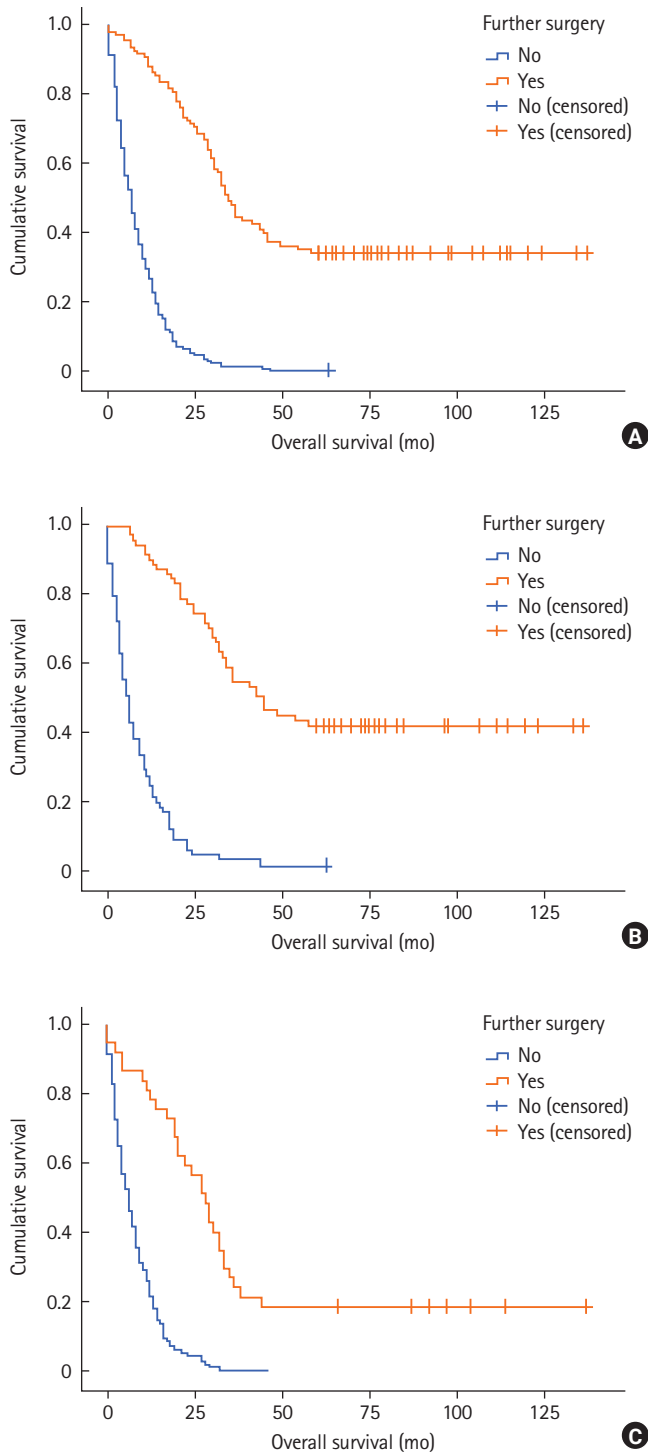 1.0
0.8
0.6
0.4
0.2
0
Cumulative survival
0 25 50 75 100 125
Overall survival (mo)
Further surgery
No
Yes
No (censored)
Yes (censored)
A
1.0
0.8
0.6
0.4
0.2
0
Cumulative survival
0 25 50 75 100 125
Overall survival (mo)
Further surgery
No
Yes
No (censored)
Yes (censored)
B
1.0
0.8
0.6
0.4
0.2
0
Cumulative survival
0 25 50 75 100 125
Overall survival (mo)
Further surgery
No
Yes
No (censored)
Yes (censored)
C